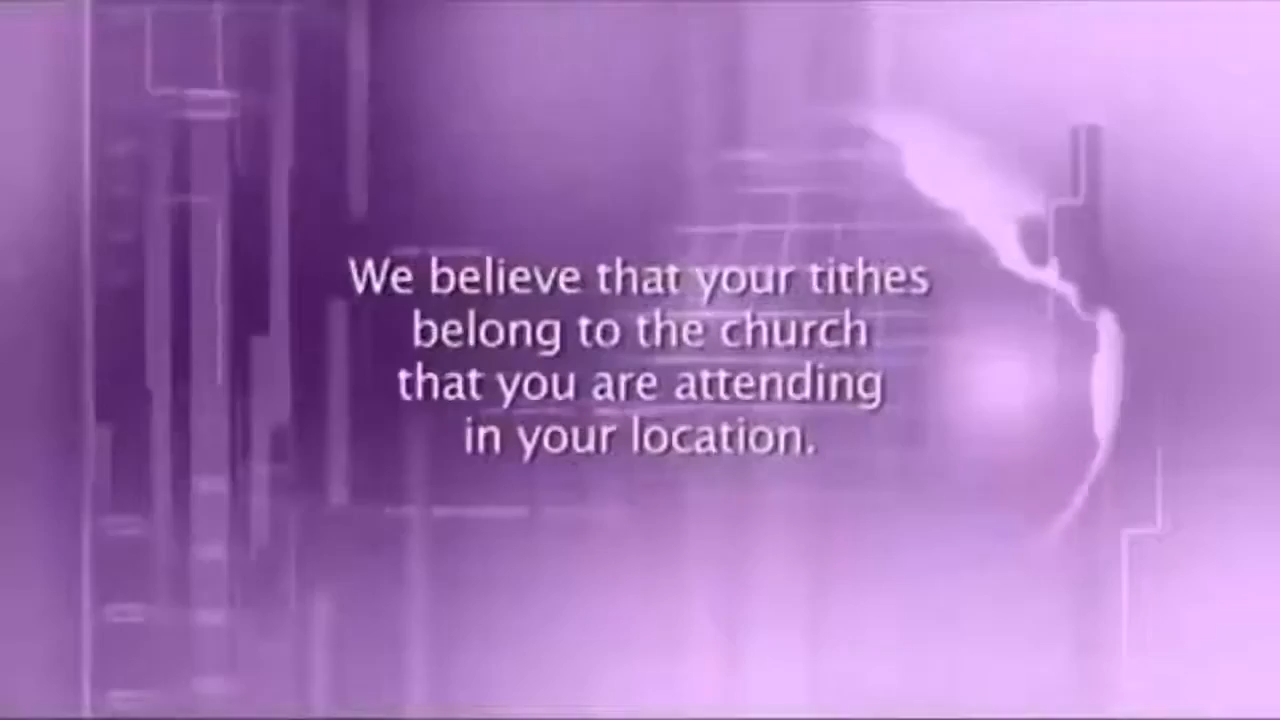 We believe that your tithes
belong to the church
that you are attending
in your location.